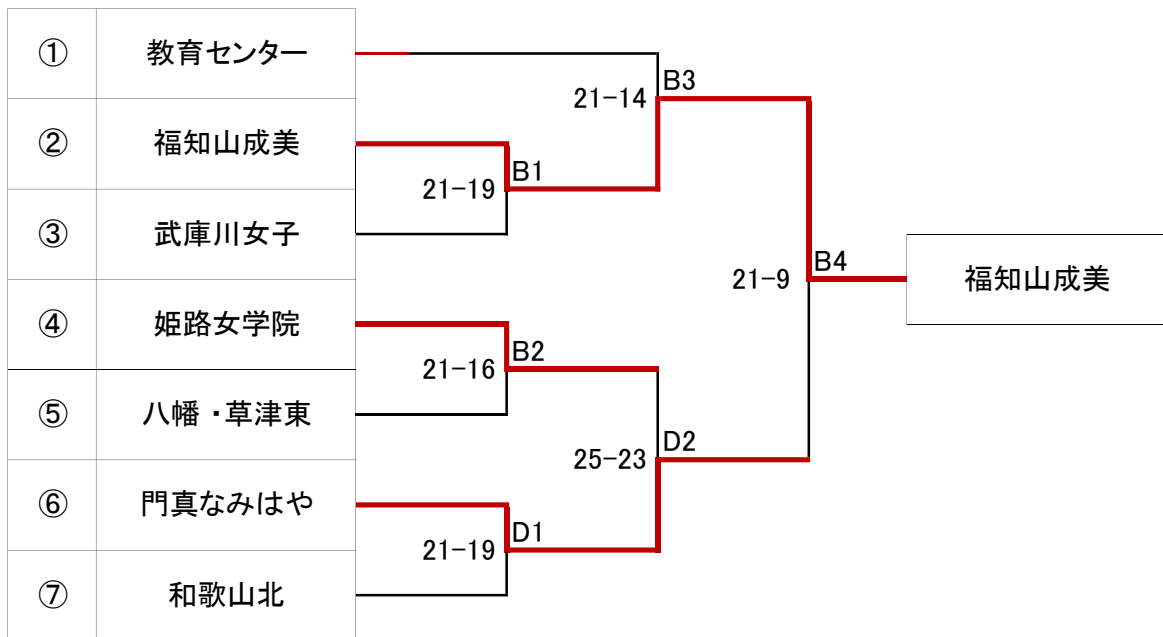 ① 教育センター
B3
21-14
② 福知山成美
B1
21-19
③ 武庫川女子
B4
21-9
福知山成美
④ 姫路女学院
B2
21-16
⑤ 八幡・草津東
D2
25-23
⑥ 門真なみはや
D1
21-19
⑦ 和歌山北